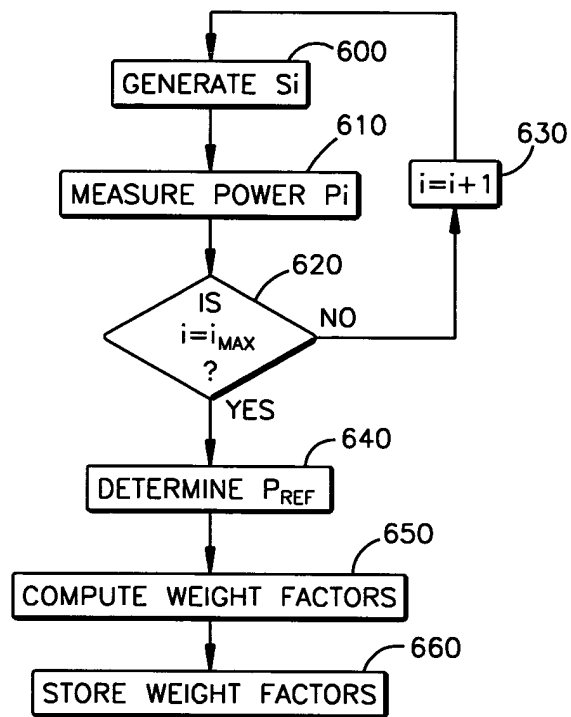 600
GENERATE Si
610
MEASURE POWER Pi
630
i=i+1
620
IS
i=iMAX
?
NO
YES
640
DETERMINE PREF
650
COMPUTE WEIGHT FACTORS
660
STORE WEIGHT FACTORS